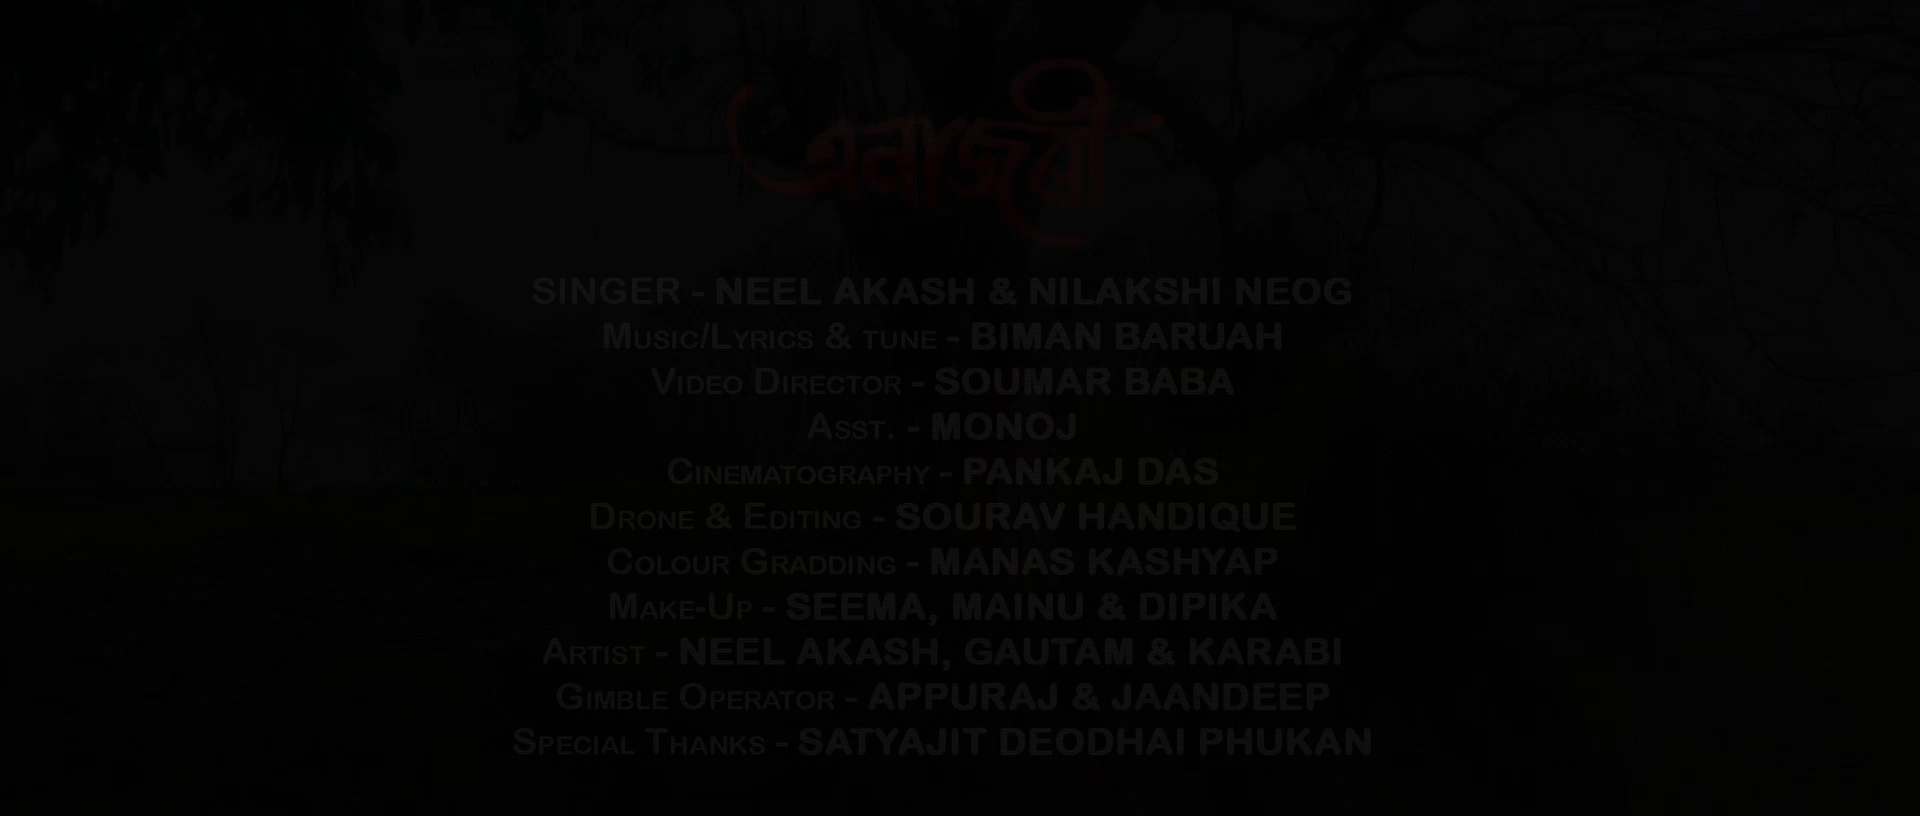 এনাজৰী
SINGER - NEEL AKASH & NILAKSHI NEOG
MUSIC/LYRICS & TUNE - BIMAN BARUAH
VIDEO DIRECTOR - SOUMAR BABA
ASST. - MONOJ
CINEMATOGRAPHY - PANKAJ DAS
DRONE & EDITING - SOURAV HANDIQUE
COLOUR GRADDING - MANAS KASHYAP
MAKE-UP - SEEMA, MAINU & DIPIKA
ARTIST - NEEL AKASH, GAUTAM & KARABI
GIMBLE OPERATOR - APPURAJ & JAANDEEP
SPECIAL THANKS - SATYAJIT DEODHAI PHUKAN